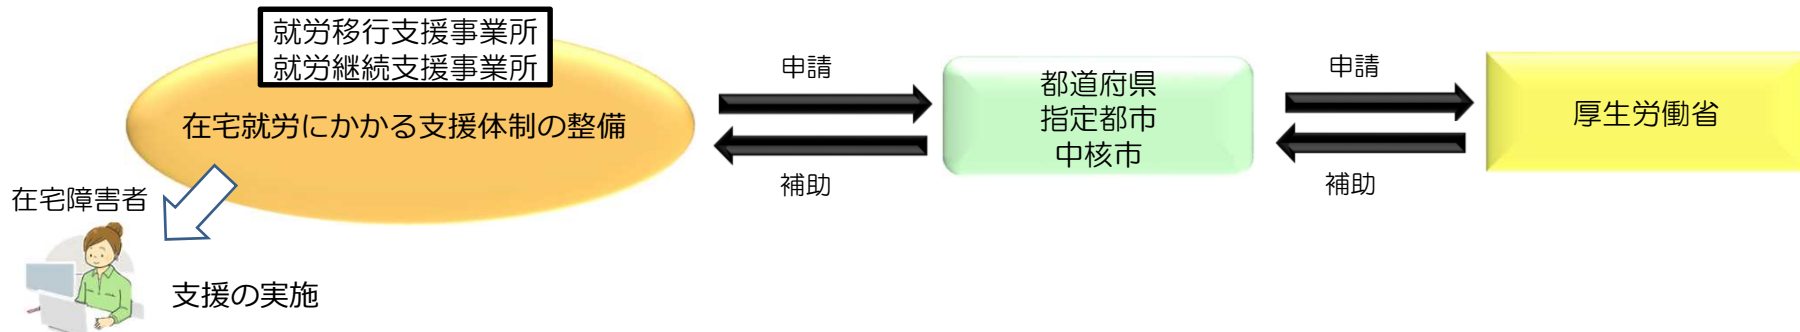 就労移行支援事業所
就労継続支援事業所
在宅就労にかかる支援体制の整備
申請
補助
都道府県
指定都市
中核市
申請
補助
厚生労働省
在宅障害者
支援の実施